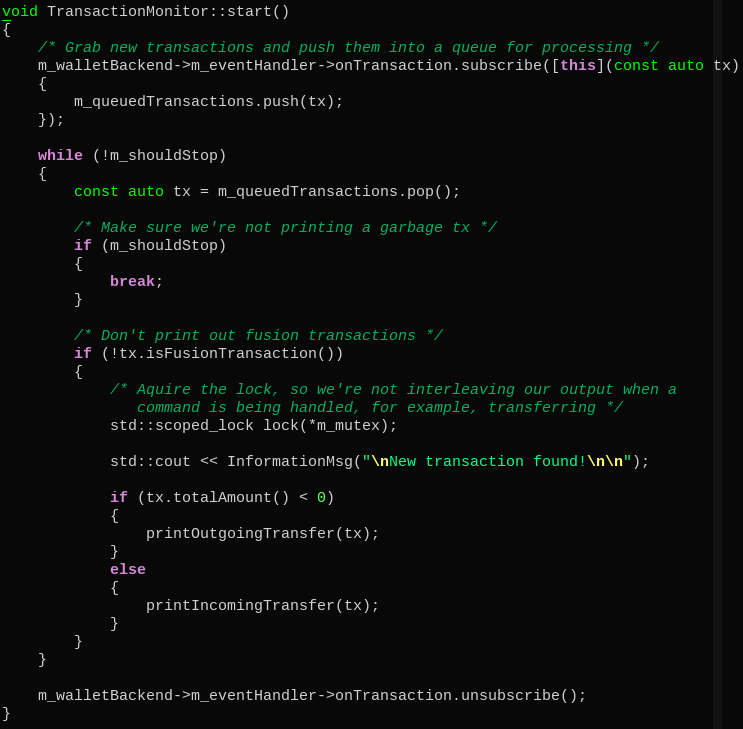 void TransactionMonitor::start()
{
    /* Grab new transactions and push them into a queue for processing */
    m_walletBackend->m_eventHandler->onTransaction.subscribe([this](const auto tx)
    {
        m_queuedTransactions.push(tx);
    });

    while (!m_shouldStop)
    {
        const auto tx = m_queuedTransactions.pop();

        /* Make sure we're not printing a garbage tx */
        if (m_shouldStop)
        {
            break;
        }

        /* Don't print out fusion transactions */
        if (!tx.isFusionTransaction())
        {
            /* Aquire the lock, so we're not interleaving our output when a
               command is being handled, for example, transferring */
            std::scoped_lock lock(*m_mutex);

            std::cout << InformationMsg("\nNew transaction found!\n\n");

            if (tx.totalAmount() < 0)
            {
                printOutgoingTransfer(tx);
            }
            else
            {
                printIncomingTransfer(tx);
            }
        }
    }

    m_walletBackend->m_eventHandler->onTransaction.unsubscribe();
}